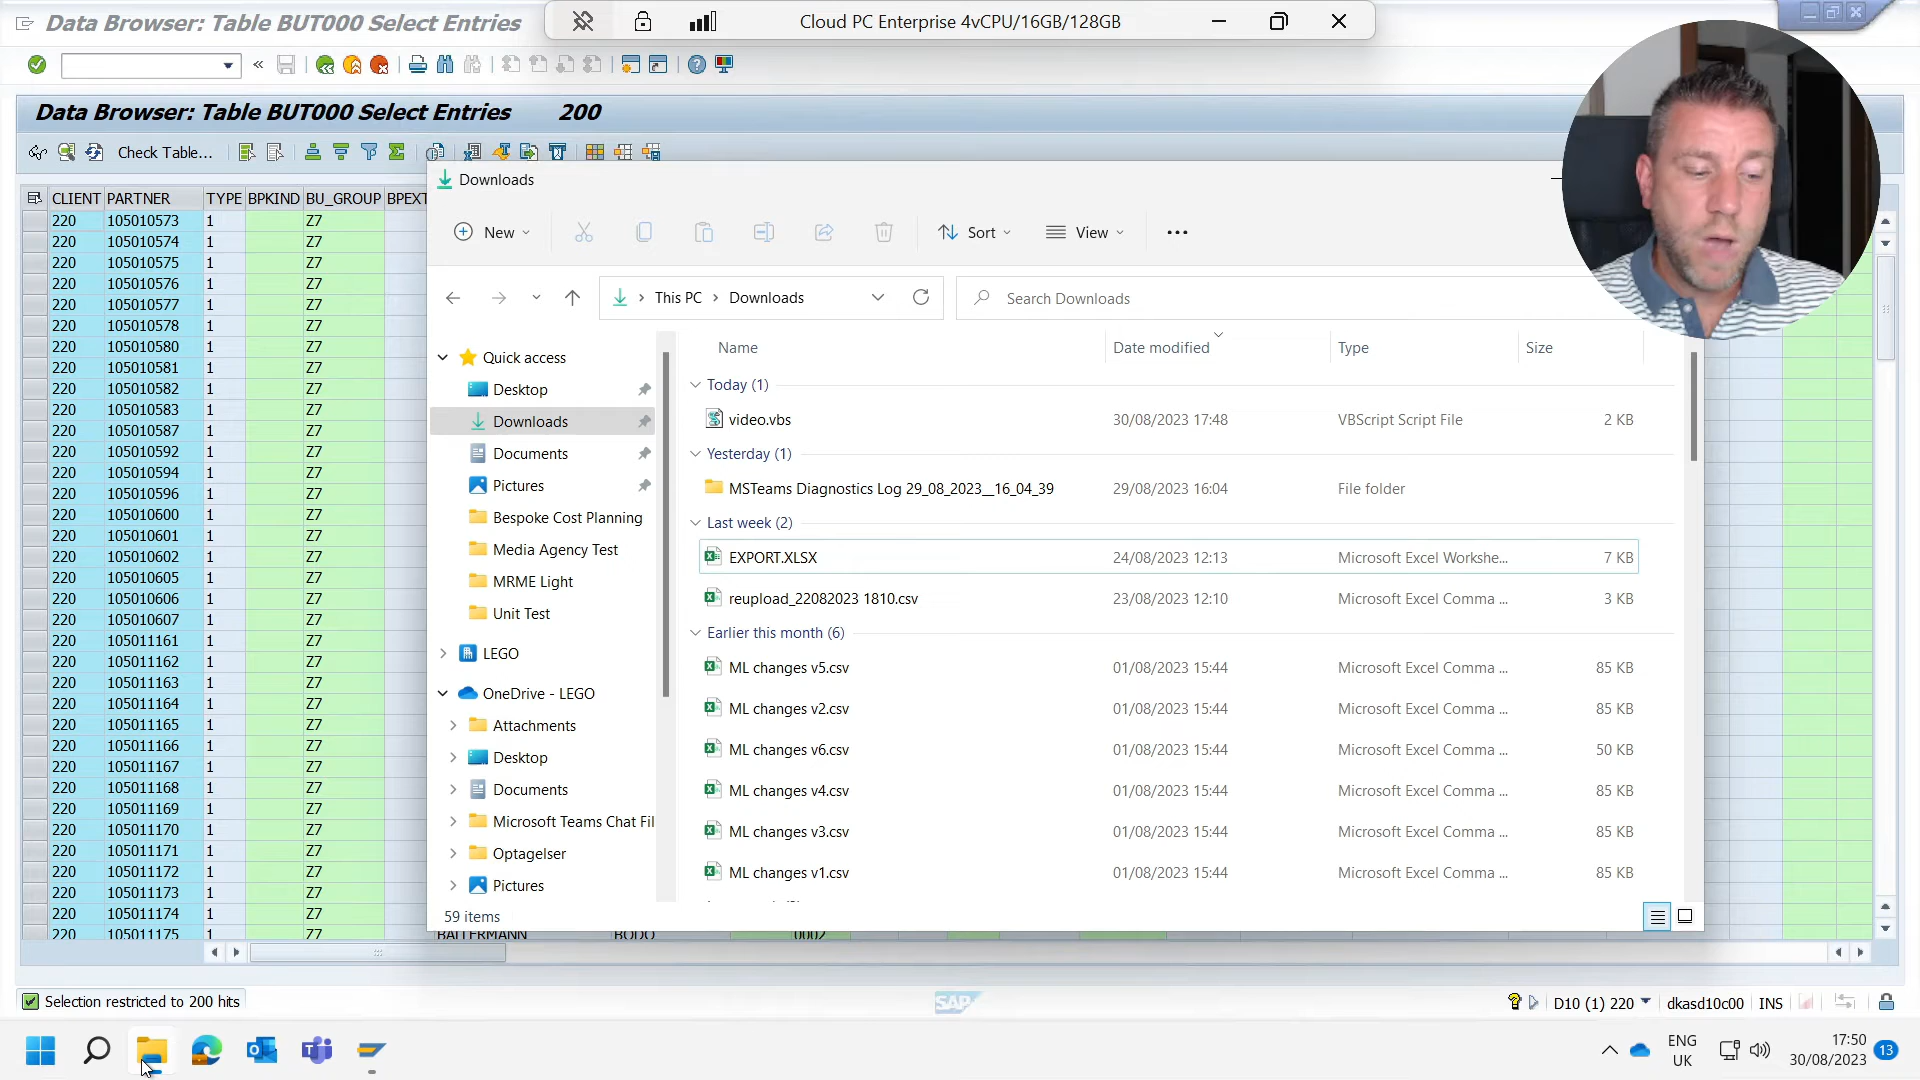 Data Browser: Table BUT000 Select Entries
Cloud PC Enterprise 4vCPU/16GB/128GB
Data Browser: Table BUT000 Select Entries 200
Check Table...
CLIENT PARTNER TYPE BPKIND BU_GROUP BPEXT
220 105010573 1 Z7
220 105010574 1 Z7
220 105010575 1 Z7
220 105010576 1 Z7
220 105010577 1 Z7
220 105010578 1 Z7
220 105010580 1 Z7
220 105010581 1 Z7
220 105010582 1 Z7
220 105010583 1 Z7
220 105010587 1 Z7
220 105010592 1 Z7
220 105010594 1 Z7
220 105010596 1 Z7
220 105010600 1 Z7
220 105010601 1 Z7
220 105010602 1 Z7
220 105010605 1 Z7
220 105010606 1 Z7
220 105010607 1 Z7
220 105011161 1 Z7
220 105011162 1 Z7
220 105011163 1 Z7
220 105011164 1 Z7
220 105011165 1 Z7
220 105011166 1 Z7
220 105011167 1 Z7
220 105011168 1 Z7
220 105011169 1 Z7
220 105011170 1 Z7
220 105011171 1 Z7
220 105011172 1 Z7
220 105011173 1 Z7
220 105011174 1 Z7
220 105011175 1 Z7 BODO 0002
Downloads
New
Sort
View
This PC > Downloads
Search Downloads
Quick access
Desktop
Downloads
Documents
Pictures
Bespoke Cost Planning
Media Agency Test
MRME Light
Unit Test
LEGO
OneDrive - LEGO
Attachments
Desktop
Documents
Microsoft Teams Chat Fil
Optagelser
Pictures
Name Date modified Type Size
Today (1)
video.vbs 30/08/2023 17:48 VBScript Script File 2 KB
Yesterday (1)
MSTeams Diagnostics Log 29_08_2023__16_04_39 29/08/2023 16:04 File folder
Last week (2)
EXPORT.XLSX 24/08/2023 12:13 Microsoft Excel Workshe... 7 KB
reupload_22082023 1810.csv 23/08/2023 12:10 Microsoft Excel Comma ... 3 KB
Earlier this month (6)
ML changes v5.csv 01/08/2023 15:44 Microsoft Excel Comma ... 85 KB
ML changes v2.csv 01/08/2023 15:44 Microsoft Excel Comma ... 85 KB
ML changes v6.csv 01/08/2023 15:44 Microsoft Excel Comma ... 50 KB
ML changes v4.csv 01/08/2023 15:44 Microsoft Excel Comma ... 85 KB
ML changes v3.csv 01/08/2023 15:44 Microsoft Excel Comma ... 85 KB
ML changes v1.csv 01/08/2023 15:44 Microsoft Excel Comma ... 85 KB
59 items
Selection restricted to 200 hits
SAP
D10 (1) 220
dkasd10c00
INS
ENG
UK
17:50
30/08/2023
13